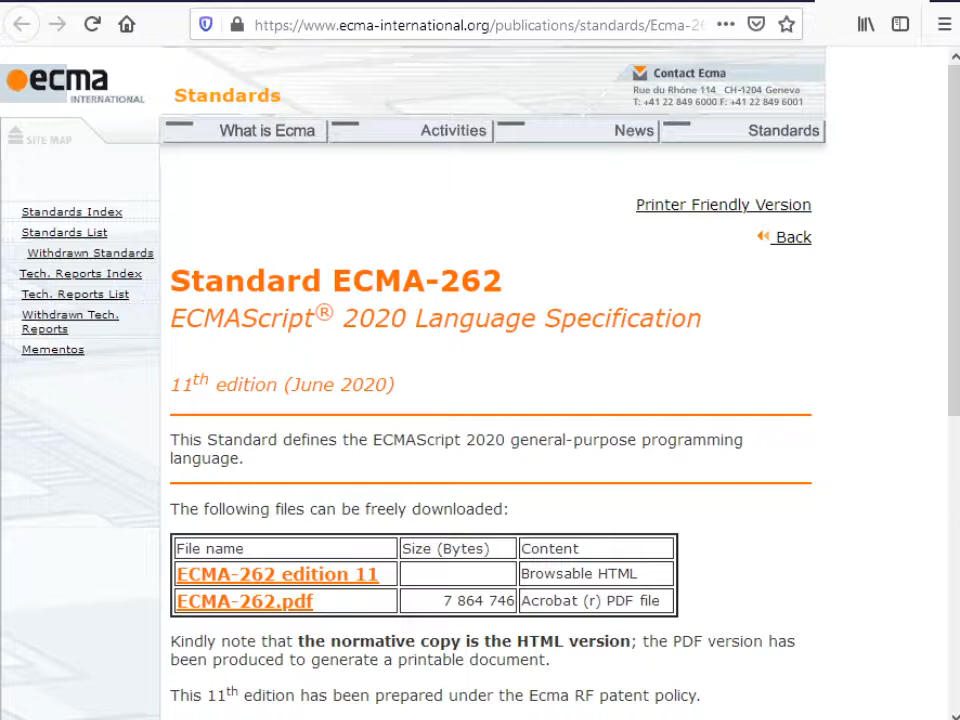 https://www.ecma-international.org/publications/standards/Ecma-26
ecma
INTERNATIONAL
Standards
Contact Ecma
Rue du Rhône 114 CH-1204 Geneva
T: +41 22 849 6000 F: +41 22 849 6001
SITE MAP
What is Ecma
Activities
News
Standards
Standards Index
Standards List
Withdrawn Standards
Tech. Reports Index
Tech. Reports List
Withdrawn Tech.
Reports
Mementos
Printer Friendly Version
Back
Standard ECMA-262
ECMAScript® 2020 Language Specification
11th edition (June 2020)
This Standard defines the ECMAScript 2020 general-purpose programming
language.
The following files can be freely downloaded:
File name Size (Bytes) Content
ECMA-262 edition 11 Browsable HTML
ECMA-262.pdf 7 864 746 Acrobat (r) PDF file
Kindly note that the normative copy is the HTML version; the PDF version has
been produced to generate a printable document.
This 11th edition has been prepared under the Ecma RF patent policy.